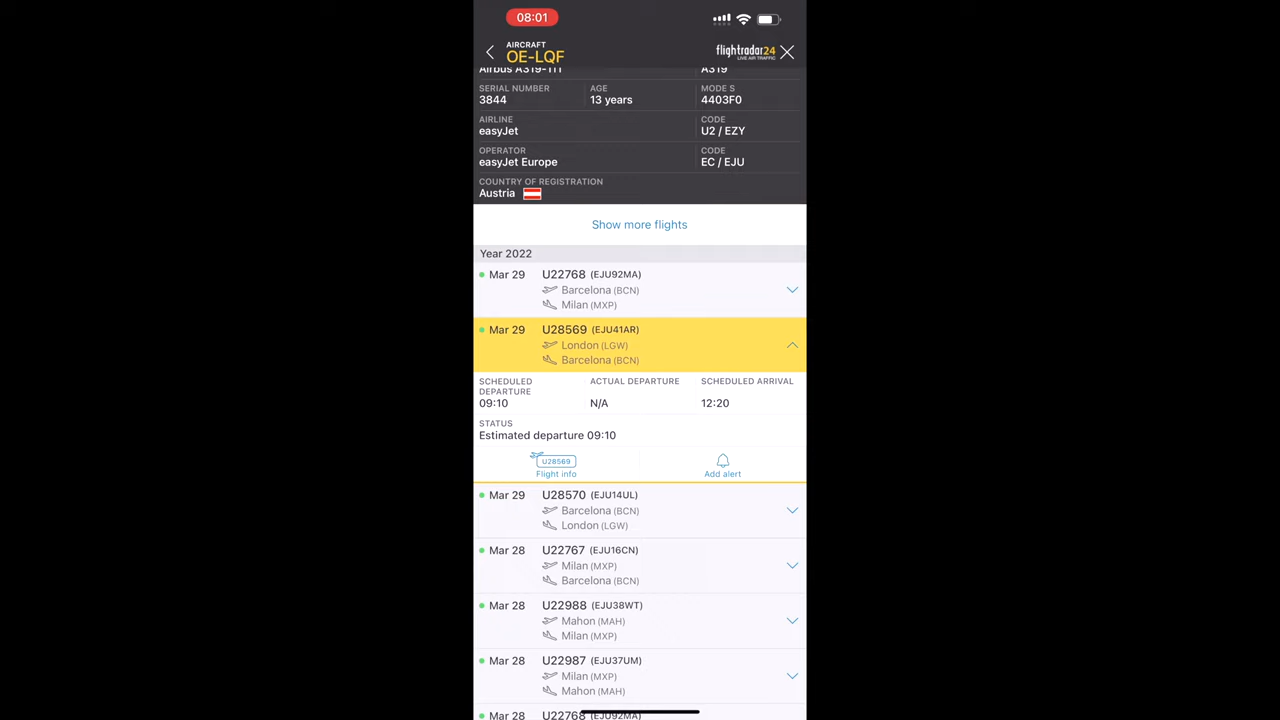 08:01
AIRCRAFT
OE-LQF
flightradar24
LIVE AIR TRAFFIC
Airbus A319-111 A319
SERIAL NUMBER AGE MODE S
3844 13 years 4403F0
AIRLINE CODE
easyJet U2 / EZY
OPERATOR CODE
easyJet Europe EC / EJU
COUNTRY OF REGISTRATION
Austria
Show more flights
Year 2022
Mar 29 U22768 (EJU92MA)
Barcelona (BCN)
Milan (MXP)
Mar 29 U28569 (EJU41AR)
London (LGW)
Barcelona (BCN)
SCHEDULED DEPARTURE ACTUAL DEPARTURE SCHEDULED ARRIVAL
09:10 N/A 12:20
STATUS
Estimated departure 09:10
U28569
Flight info Add alert
Mar 29 U28570 (EJU14UL)
Barcelona (BCN)
London (LGW)
Mar 28 U22767 (EJU16CN)
Milan (MXP)
Barcelona (BCN)
Mar 28 U22988 (EJU38WT)
Mahon (MAH)
Milan (MXP)
Mar 28 U22987 (EJU37UM)
Milan (MXP)
Mahon (MAH)
Mar 28 U22768 (EJU92MA)